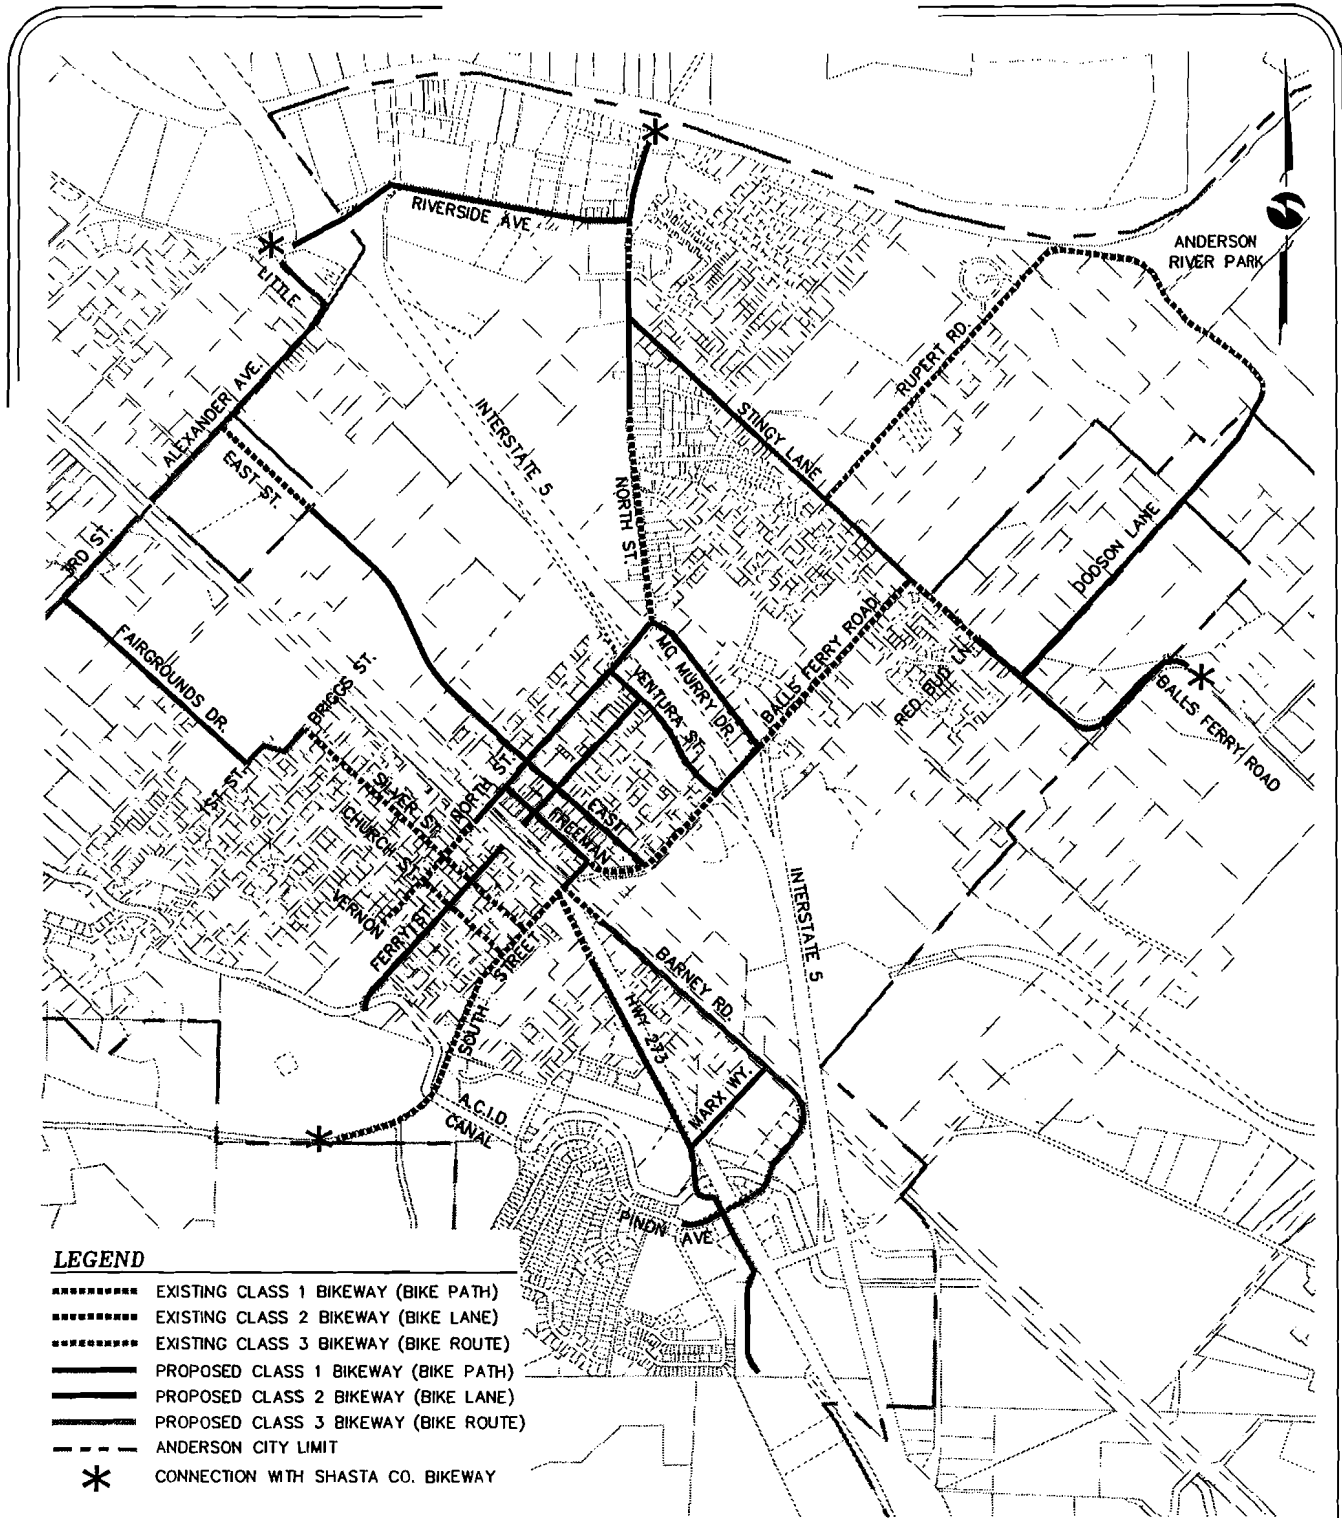 RIVERSIDE AVE
ANDERSON
RIVER PARK
LITTLE
RUPERT RD.
ALEXANDER AVE.
INTERSTATE 5
STINGY LANE
EAST ST.
NORTH ST.
3RD ST.
DODSON LANE
FAIRGROUNDS DR.
BRIGGS ST.
MC MURRY DR.
VENTURA ST.
BALLS FERRY ROAD
RED BUD LN.
BALLS FERRY ROAD
1ST ST.
SILVER ST.
CHURCH ST.
NORTH ST.
EAST
FREEMAN
VERNON
FERRY ST.
SOUTH STREET
INTERSTATE 5
BARNEY RD.
HWY 273
MARX WY.
A.C.I.D.
CANAL
PINON AVE.
LEGEND
EXISTING CLASS 1 BIKEWAY (BIKE PATH)
EXISTING CLASS 2 BIKEWAY (BIKE LANE)
EXISTING CLASS 3 BIKEWAY (BIKE ROUTE)
PROPOSED CLASS 1 BIKEWAY (BIKE PATH)
PROPOSED CLASS 2 BIKEWAY (BIKE LANE)
PROPOSED CLASS 3 BIKEWAY (BIKE ROUTE)
ANDERSON CITY LIMIT
CONNECTION WITH SHASTA CO. BIKEWAY